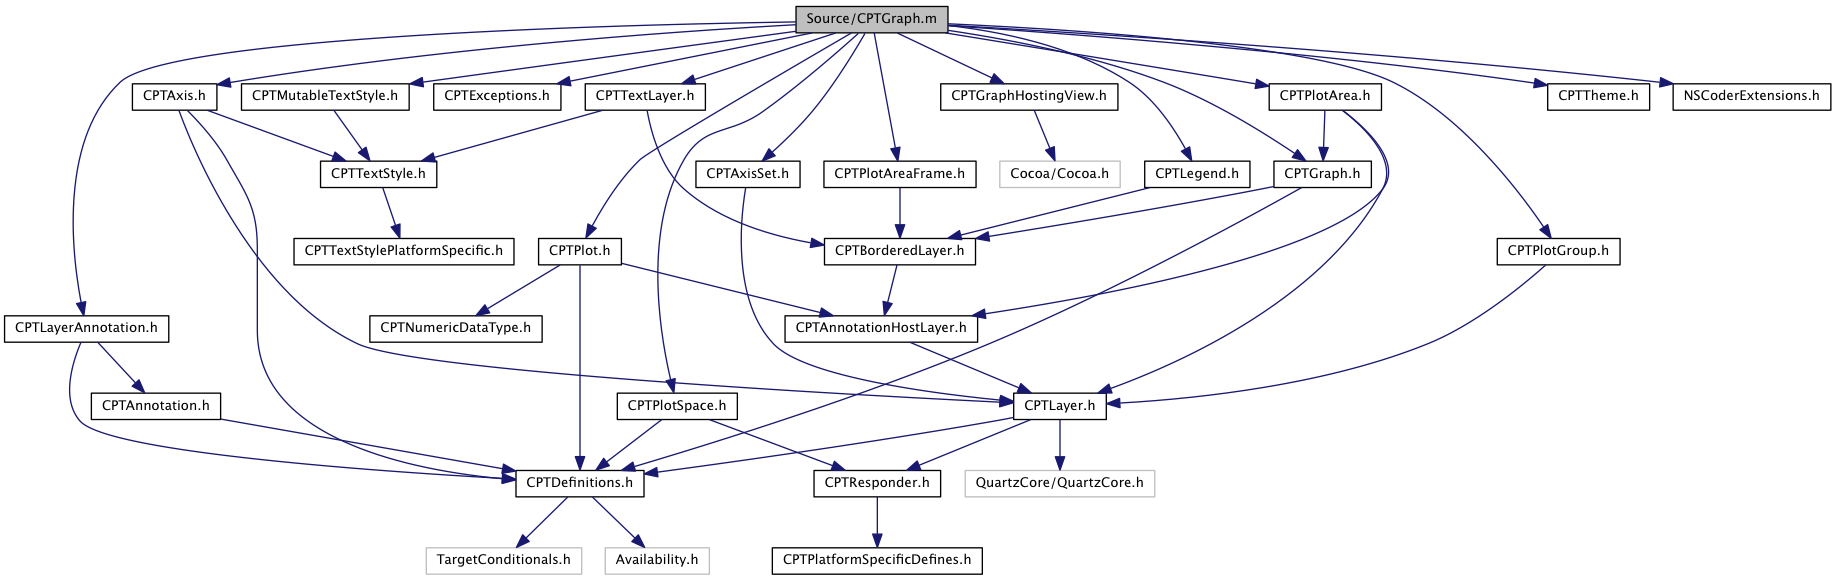 Source/CPTGraph.m
CPTAxis.h
CPTMutableTextStyle.h
CPTExceptions.h
CPTTextLayer.h
CPTGraphHostingView.h
CPTPlotArea.h
CPTTheme.h
NSCoderExtensions.h
CPTTextStyle.h
CPTAxisSet.h
CPTPlotAreaFrame.h
Cocoa/Cocoa.h
CPTLegend.h
CPTGraph.h
CPTTextStylePlatformSpecific.h
CPTPlot.h
CPTBorderedLayer.h
CPTPlotGroup.h
CPTLayerAnnotation.h
CPTNumericDataType.h
CPTAnnotationHostLayer.h
CPTAnnotation.h
CPTPlotSpace.h
CPTLayer.h
CPTDefinitions.h
CPTResponder.h
QuartzCore/QuartzCore.h
TargetConditionals.h
Availability.h
CPTPlatformSpecificDefines.h